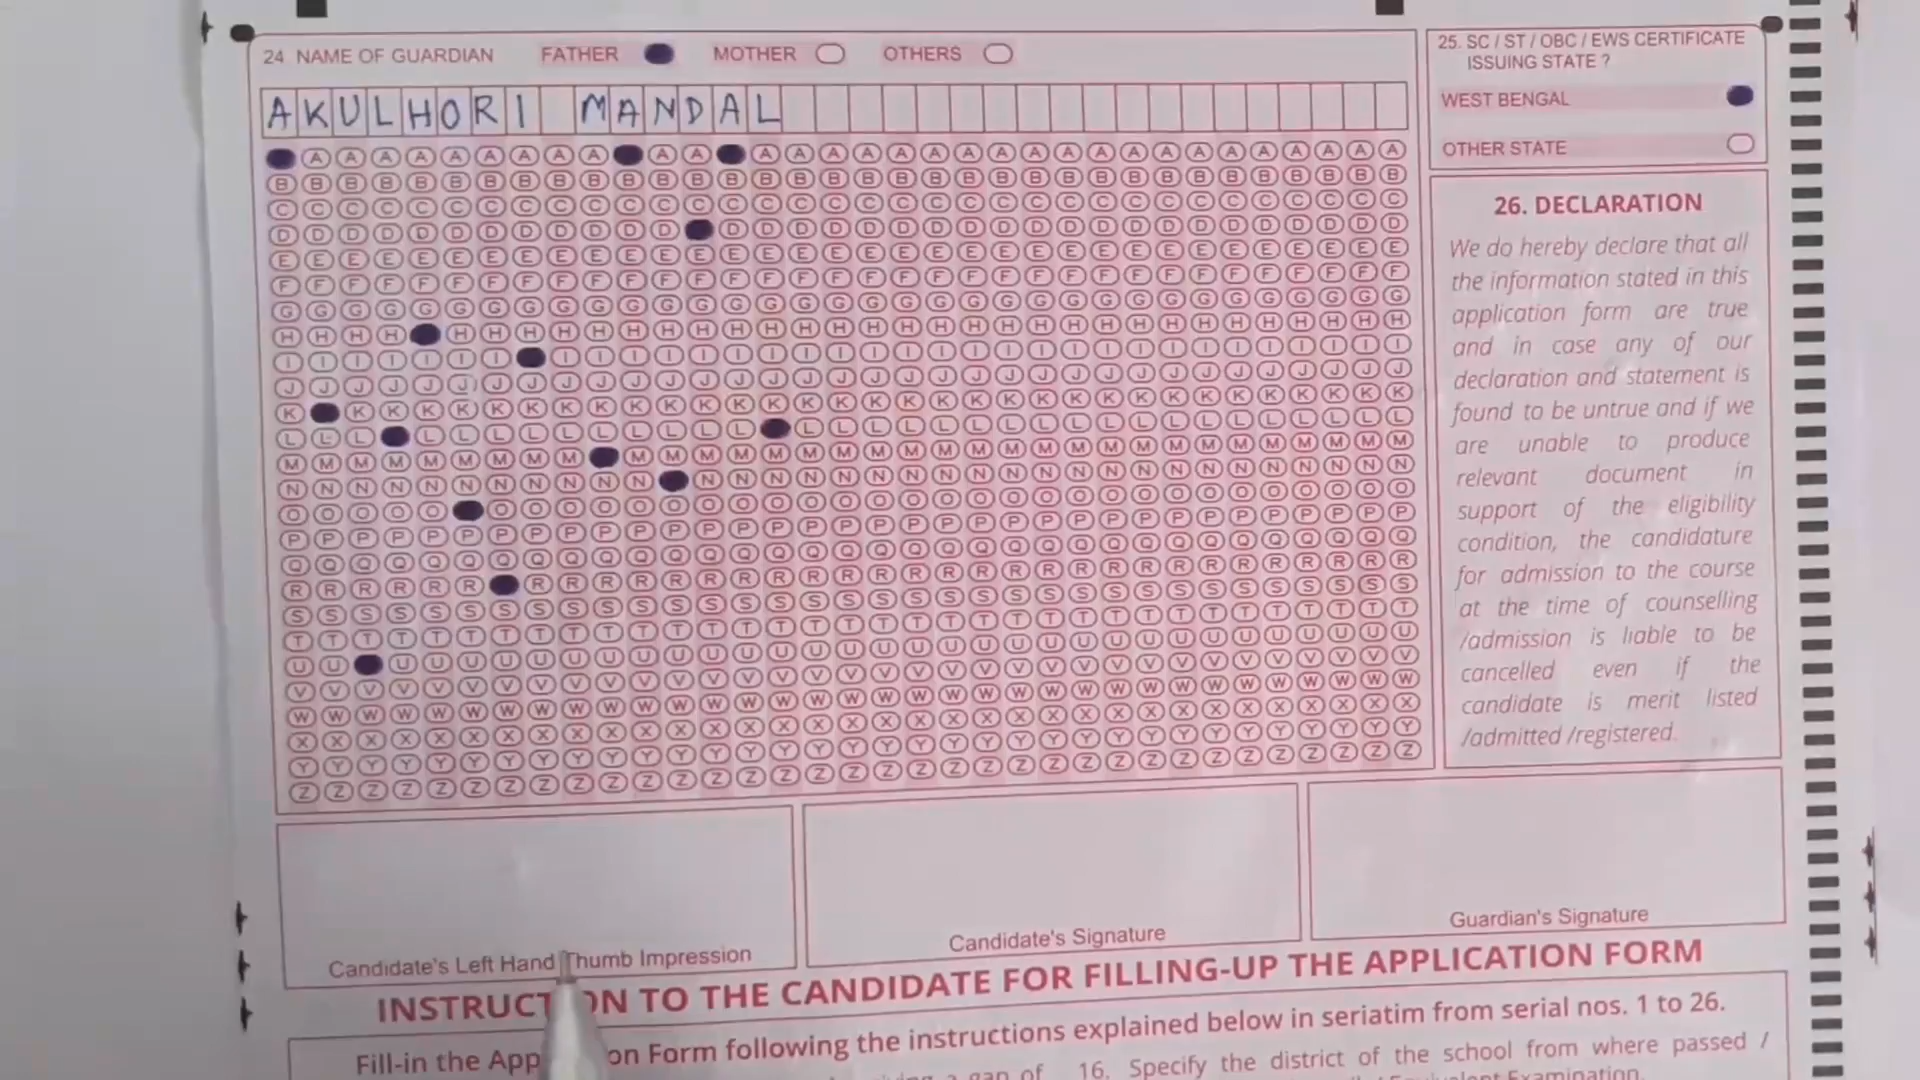 24 NAME OF GUARDIAN FATHER MOTHER OTHERS
AKULHORI MANDAL
A A A A A A A A A A A A A A A A A A A A A A A A A A A A A A
B B B B B B B B B B B B B B B B B B B B B B B B B B B B B B B B B
C C C C C C C C C C C C C C C C C C C C C C C C C C C C C C C C C
D D D D D D D D D D D D D D D D D D D D D D D D D D D D D D D D
E E E E E E E E E E E E E E E E E E E E E E E E E E E E E E E E E
F F F F F F F F F F F F F F F F F F F F F F F F F F F F F F F F F
G G G G G G G G G G G G G G G G G G G G G G G G G G G G G G G G G
H H H H H H H H H H H H H H H H H H H H H H H H H H H H H H H H
I I I I I I I I I I I I I I I I I I I I I I I I I I I I I I I I
J J J J J J J J J J J J J J J J J J J J J J J J J J J J J J J J J
K K K K K K K K K K K K K K K K K K K K K K K K K K K K K K K K
L L L L L L L L L L L L L L L L L L L L L L L L L L L L L L L
M M M M M M M M M M M M M M M M M M M M M M M M M M M M M M M M
N N N N N N N N N N N N N N N N N N N N N N N N N N N N N N N N
O O O O O O O O O O O O O O O O O O O O O O O O O O O O O O O O
P P P P P P P P P P P P P P P P P P P P P P P P P P P P P P P P P
Q Q Q Q Q Q Q Q Q Q Q Q Q Q Q Q Q Q Q Q Q Q Q Q Q Q Q Q Q Q Q Q Q
R R R R R R R R R R R R R R R R R R R R R R R R R R R R R R R R
S S S S S S S S S S S S S S S S S S S S S S S S S S S S S S S S S
T T T T T T T T T T T T T T T T T T T T T T T T T T T T T T T T T
U U U U U U U U U U U U U U U U U U U U U U U U U U U U U U U U
V V V V V V V V V V V V V V V V V V V V V V V V V V V V V V V V V
W W W W W W W W W W W W W W W W W W W W W W W W W W W W W W W W W
X X X X X X X X X X X X X X X X X X X X X X X X X X X X X X X X X
Y Y Y Y Y Y Y Y Y Y Y Y Y Y Y Y Y Y Y Y Y Y Y Y Y Y Y Y Y Y Y Y Y
Z Z Z Z Z Z Z Z Z Z Z Z Z Z Z Z Z Z Z Z Z Z Z Z Z Z Z Z Z Z Z Z Z
25. SC / ST / OBC / EWS CERTIFICATE
ISSUING STATE ?
WEST BENGAL
OTHER STATE
26. DECLARATION
We do hereby declare that all
the information stated in this
application form are true
and in case any of our
declaration and statement is
found to be untrue and if we
are unable to produce
relevant document in
support of the eligibility
condition, the candidature
for admission to the course
at the time of counselling
/admission is liable to be
cancelled even if the
candidate is merit listed
/admitted /registered.
Candidate's Left Hand Thumb Impression
Candidate's Signature
Guardian's Signature
INSTRUCT ON TO THE CANDIDATE FOR FILLING-UP THE APPLICATION FORM
Fill-in the App on Form following the instructions explained below in seriatim from serial nos. 1 to 26.
16. Specify the district of the school from where passed /
Equivalent Examination.